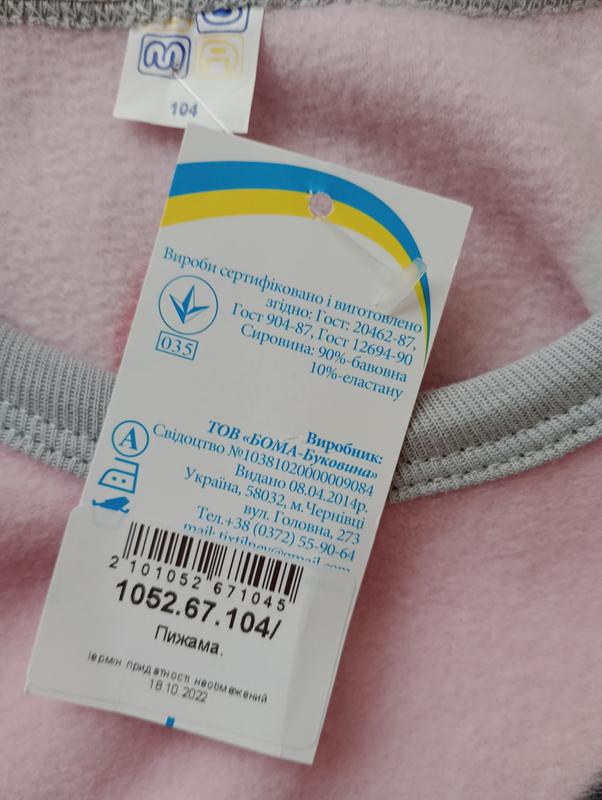 104
Вироби сертифіковано і виготовлено
згідно: Гост: 20462-87,
Гост 904-87, Гост 12694-90
Сировина: 90%-бавовна
10%-еластану
035
Виробник:
ТОВ «БОМА-Буковина»
Свідоцтво №10381020000009084
Видано 08.04.2014р.
Україна, 58032, м.Чернівці
вул. Головна, 273
Тел.+38 (0372) 55-90-64
A
2 101052 671045
1052.67.104/
Пижама.
Термін придатності необмежений
18.10.2022